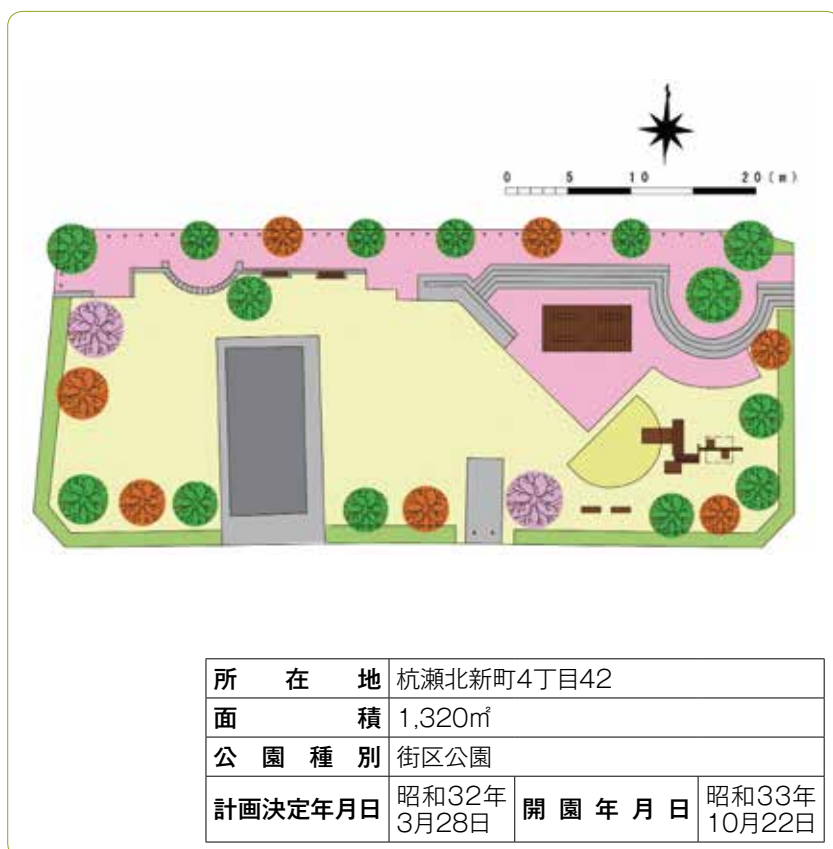 0 5 10 20(m)
所在地 杭瀬北新町4丁目42
面積 1,320㎡
公園種別 街区公園
計画決定年月日 昭和32年3月28日 開園年月日 昭和33年10月22日